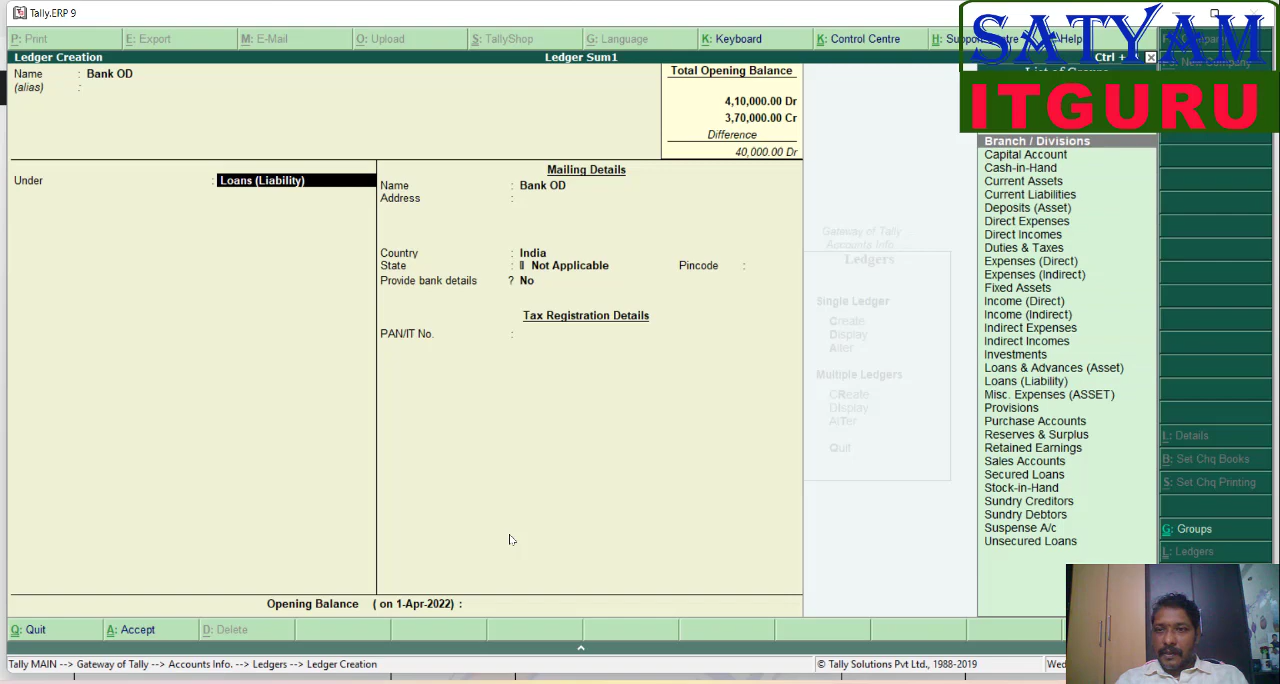 Tally.ERP 9
P: Print
E: Export
M: E-Mail
O: Upload
S: TallyShop
G: Language
K: Keyboard
K: Control Centre
H: Support Centre
Help
SATYAM
ITGURU
Ledger Creation
Ledger Sum1
Ctrl +
Name : Bank OD
(alias) :
Total Opening Balance
4,10,000.00 Dr
3,70,000.00 Cr
Difference
40,000.00 Dr
Under : Loans (Liability)
Mailing Details
Name : Bank OD
Address :
Country : India
State : Not Applicable
Pincode :
Provide bank details ? No
Tax Registration Details
PAN/IT No. :
Opening Balance ( on 1-Apr-2022) :
Gateway of Tally
Accounts Info.
Ledgers
Single Ledger
Create
Display
Alter
Multiple Ledgers
CReate
DIsplay
AlTer
Quit
List of Groups
Branch / Divisions
Capital Account
Cash-in-Hand
Current Assets
Current Liabilities
Deposits (Asset)
Direct Expenses
Direct Incomes
Duties & Taxes
Expenses (Direct)
Expenses (Indirect)
Fixed Assets
Income (Direct)
Income (Indirect)
Indirect Expenses
Indirect Incomes
Investments
Loans & Advances (Asset)
Loans (Liability)
Misc. Expenses (ASSET)
Provisions
Purchase Accounts
Reserves & Surplus
Retained Earnings
Sales Accounts
Secured Loans
Stock-in-Hand
Sundry Creditors
Sundry Debtors
Suspense A/c
Unsecured Loans
L: Details
B: Set Chq Books
S: Set Chq Printing
G: Groups
L: Ledgers
Q: Quit
A: Accept
D: Delete
Tally MAIN --> Gateway of Tally --> Accounts Info. --> Ledgers --> Ledger Creation
© Tally Solutions Pvt Ltd., 1988-2019